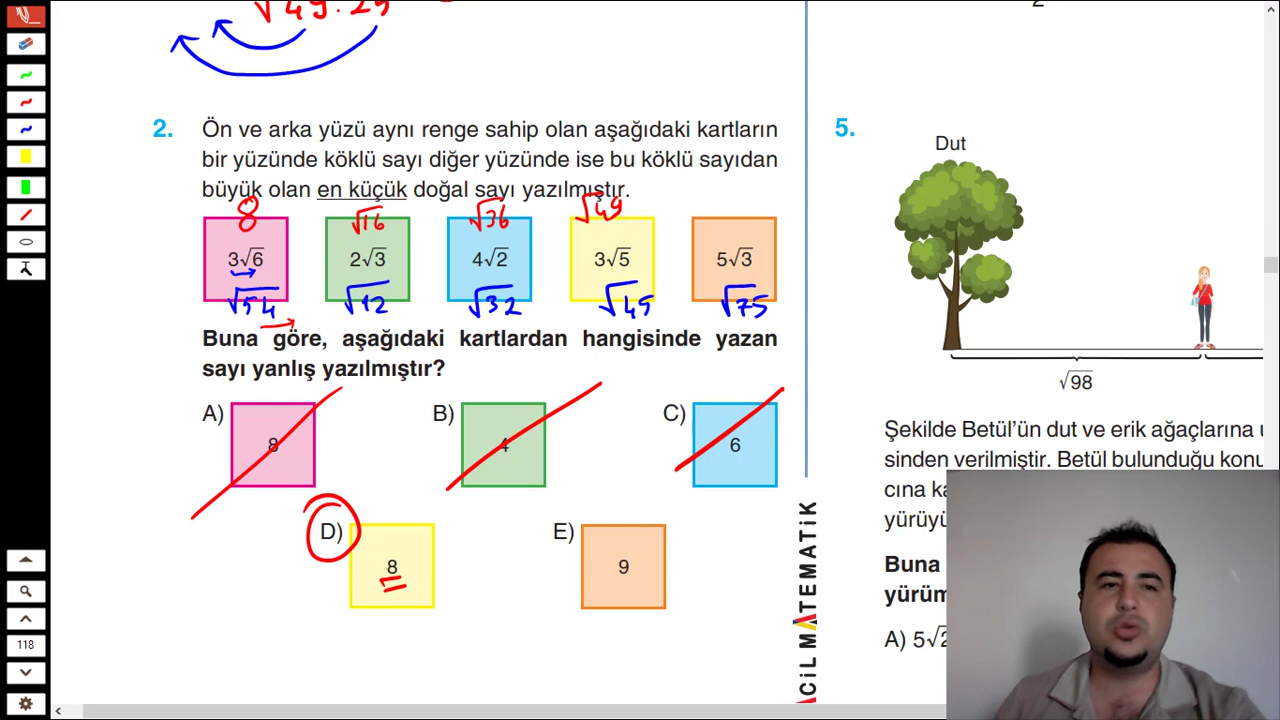 √49.25
2
2.
Ön ve arka yüzü aynı renge sahip olan aşağıdaki kartların
bir yüzünde köklü sayı diğer yüzünde ise bu köklü sayıdan
büyük olan en küçük doğal sayı yazılmıştır.
8 √16 √36 √49
3√6 2√3 4√2 3√5 5√3
√54 √12 √32 √45 √75
Buna göre, aşağıdaki kartlardan hangisinde yazan
sayı yanlış yazılmıştır?
A) 8 B) 4 C) 6
D) 8 E) 9
ACİL MATEMATİK
5.
Dut
√98
Şekilde Betül'ün dut ve erik ağaçlarına u
sinden verilmiştir. Betül bulunduğu konu
cına ka
yürüyü
Buna
yürüm
A) 5√2
118